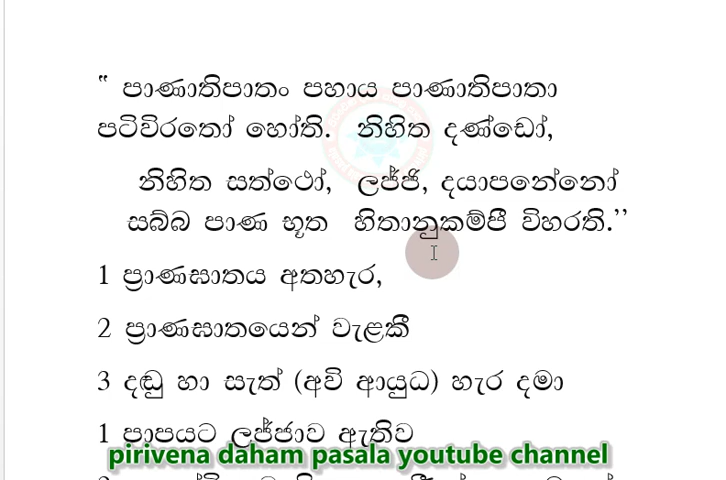 “ පාණාතිපාතං පහාය පාණාතිපාතා
පටිවිරතෝ හෝති. නිහිත දණ්ඩෝ,
නිහිත සත්ථෝ, ලජ්ජි, දයාපන්නෝ
සබ්බ පාණ භූත හිතානුකම්පී විහරති.’’
1 ප්‍රාණඝාතය අතහැර,
2 ප්‍රාණඝාතයෙන් වැළකී
3 දඬු හා සැත් (අවි ආයුධ) හැර දමා
1 පාපයට ලජ්ජාව ඇතිව
pirivena daham pasala youtube channel